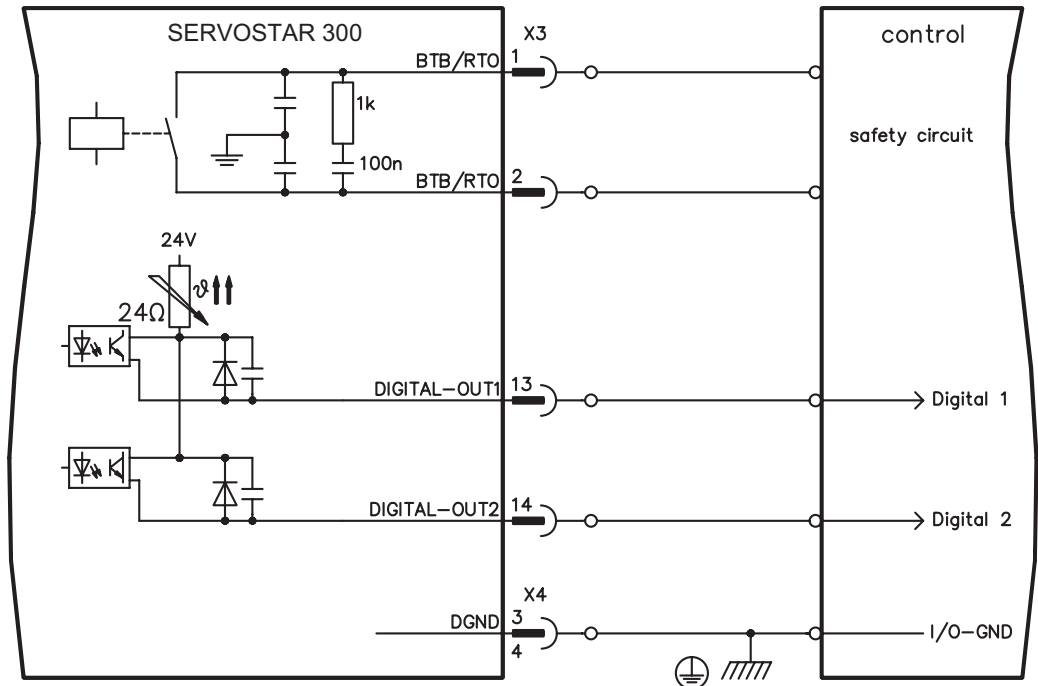 SERVOSTAR 300
X3
control
BTB/RTO 1
1k
safety circuit
100n
BTB/RTO 2
24V
ϑ
24Ω
DIGITAL-OUT1 13
Digital 1
DIGITAL-OUT2 14
Digital 2
X4
DGND 3
I/O-GND
4